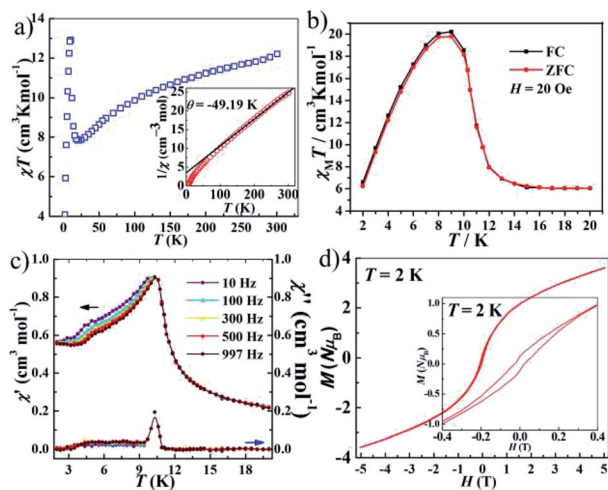 a)
χT (cm³Kmol⁻¹)
14
12
10
8
6
4
0 50 100 150 200 250 300
T (K)
θ = -49.19 K
1/χ (cm⁻³ mol)
25
20
15
10
5
0
0 100 200 300
T (K)
b)
χMT / cm³Kmol⁻¹
22
20
18
16
14
12
10
8
6
4
2 4 6 8 10 12 14 16 18 20
T / K
FC
ZFC
H = 20 Oe
c)
χ' (cm³ mol⁻¹)
1.0
0.8
0.6
0.4
0.2
0.0
3 6 9 12 15 18
T (K)
10 Hz
100 Hz
300 Hz
500 Hz
997 Hz
χ'' (cm³ mol⁻¹)
1.0
0.8
0.6
0.4
0.2
0.0
d)
T = 2 K
M (NμB)
4
2
0
-2
-4
-5 -4 -3 -2 -1 0 1 2 3 4 5
H (T)
T = 2 K
M (NμB)
1.0
0.5
0.0
-0.5
-1.0
-0.4 -0.2 0.0 0.2 0.4
H (T)